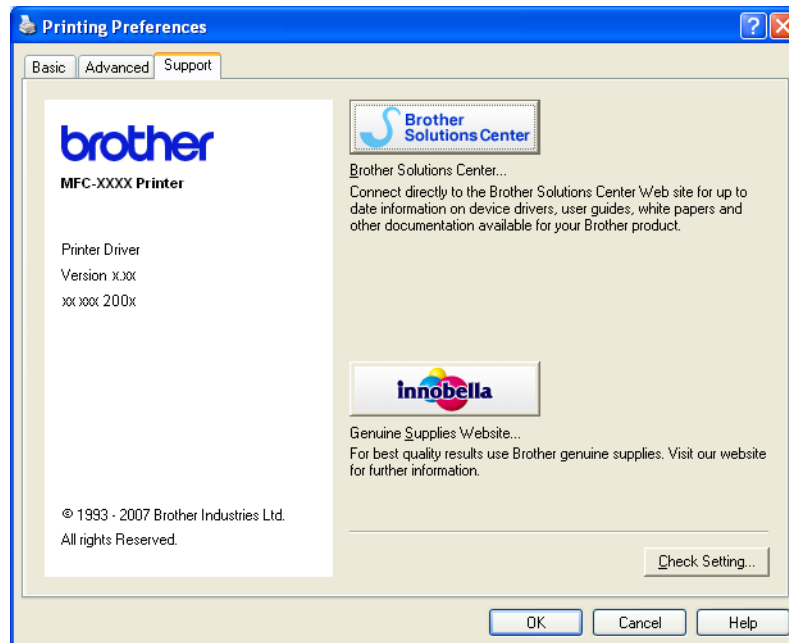 Printing Preferences
Basic Advanced Support
brother
MFC-XXXX Printer
Printer Driver
Version x.xx
xx xxx 200x
© 1993 - 2007 Brother Industries Ltd.
All rights Reserved.
Brother
Solutions Center
Brother Solutions Center...
Connect directly to the Brother Solutions Center Web site for up to
date information on device drivers, user guides, white papers and
other documentation available for your Brother product.
innobella
Genuine Supplies Website...
For best quality results use Brother genuine supplies. Visit our website
for further information.
Check Setting...
OK Cancel Help